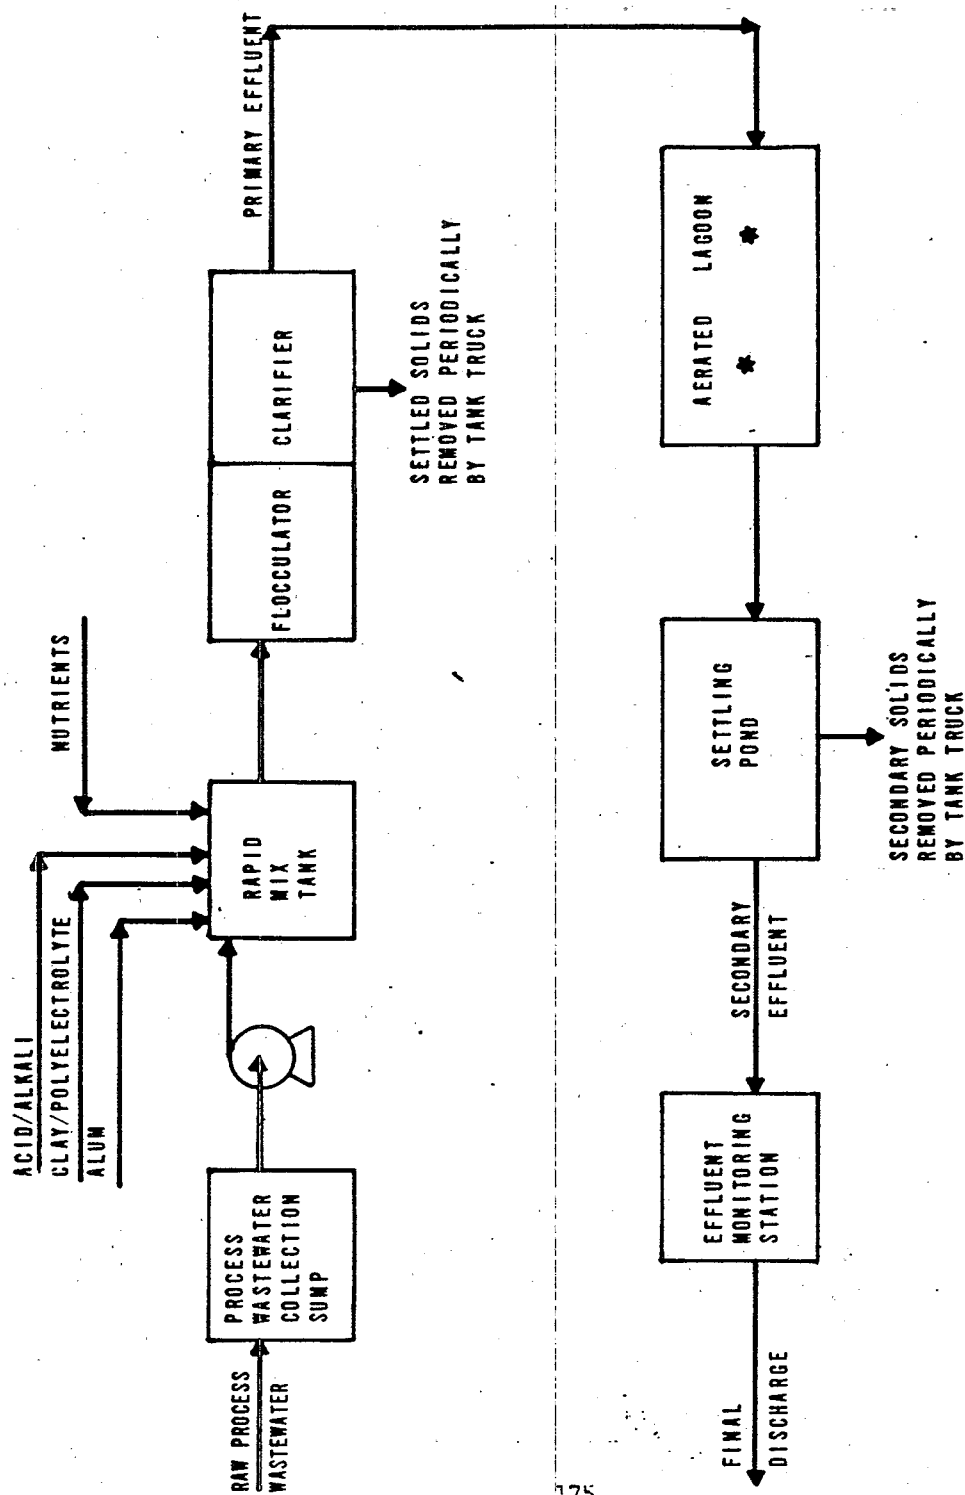 ACID/ALKALI
CLAY/POLYELECTROLYTE
ALUM
NUTRIENTS
RAW PROCESS
WASTEWATER
PROCESS
WASTEWATER
COLLECTION
SUMP
RAPID
MIX
TANK
FLOCCULATOR
CLARIFIER
PRIMARY EFFLUENT
SETTLED SOLIDS
REMOVED PERIODICALLY
BY TANK TRUCK
AERATED LAGOON
* *
SETTLING
POND
SECONDARY SOLIDS
REMOVED PERIODICALLY
BY TANK TRUCK
SECONDARY
EFFLUENT
EFFLUENT
MONITORING
STATION
FINAL
DISCHARGE
175